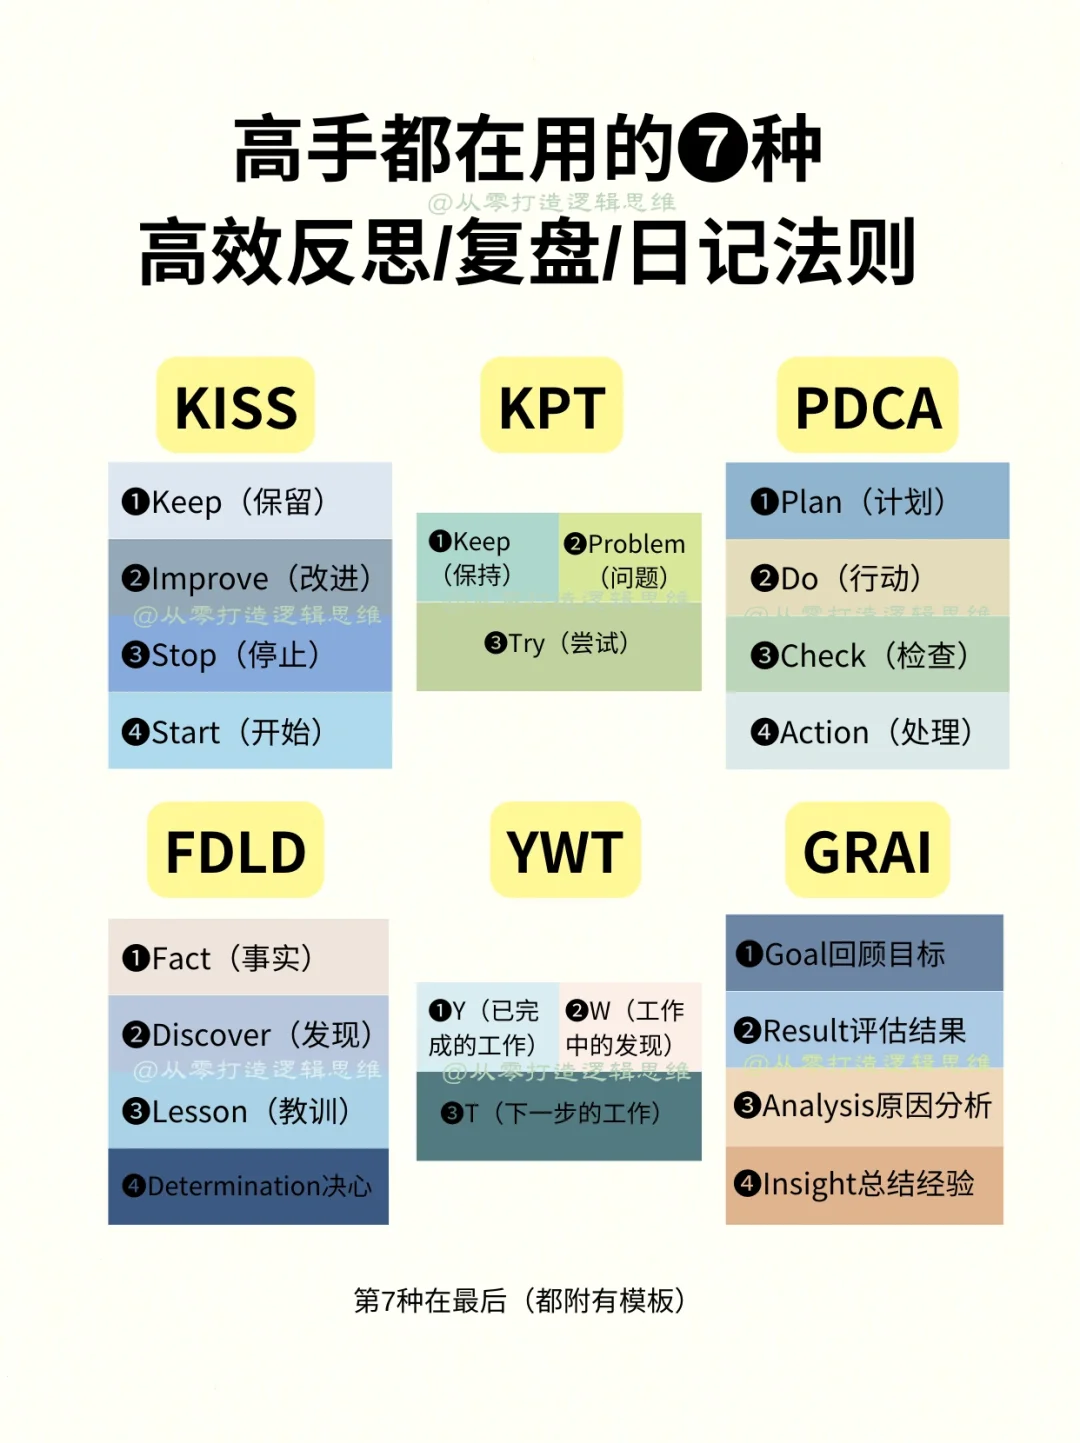 高手都在用的❼种
@从零打造逻辑思维
高效反思/复盘/日记法则
KISS
❶Keep（保留）
❷Improve（改进）
@从零打造逻辑思维
❸Stop（停止）
❹Start（开始）
KPT
❶Keep
（保持）
❷Problem
（问题）
❸Try（尝试）
PDCA
❶Plan（计划）
❷Do（行动）
@从零打造逻辑思维
❸Check（检查）
❹Action（处理）
FDLD
❶Fact（事实）
❷Discover（发现）
@从零打造逻辑思维
❸Lesson（教训）
❹Determination决心
YWT
❶Y（已完
成的工作）
❷W（工作
中的发现）
@从零打造逻辑思维
❸T（下一步的工作）
GRAI
❶Goal回顾目标
❷Result评估结果
@从零打造逻辑思维
❸Analysis原因分析
❹Insight总结经验
第7种在最后（都附有模板）